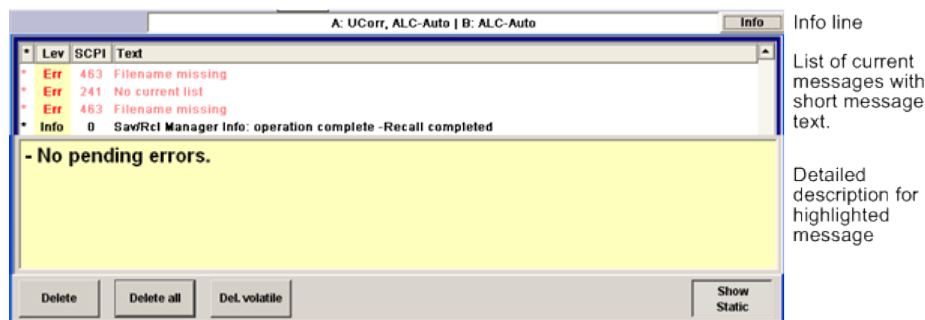 A: UCorr, ALC-Auto | B: ALC-Auto
Info
Info line
* Lev SCPI Text
* Err 463 Filename missing
* Err 241 No current list
* Err 463 Filename missing
* Info 0 Sav/Rcl Manager Info: operation complete -Recall completed
List of current
messages with
short message
text.
- No pending errors.
Detailed
description for
highlighted
message
Delete
Delete all
Del. volatile
Show
Static